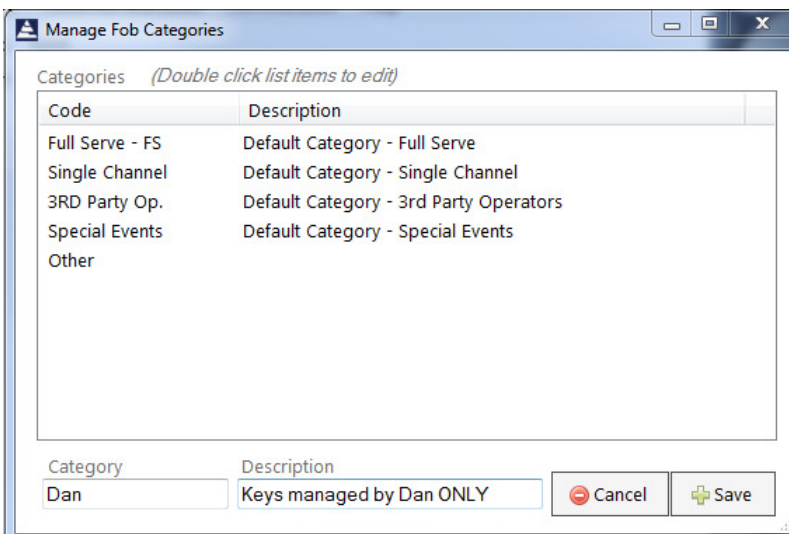 Manage Fob Categories
Categories (Double click list items to edit)
Code Description
Full Serve - FS Default Category - Full Serve
Single Channel Default Category - Single Channel
3RD Party Op. Default Category - 3rd Party Operators
Special Events Default Category - Special Events
Other
Category Description
Dan Keys managed by Dan ONLY Cancel Save